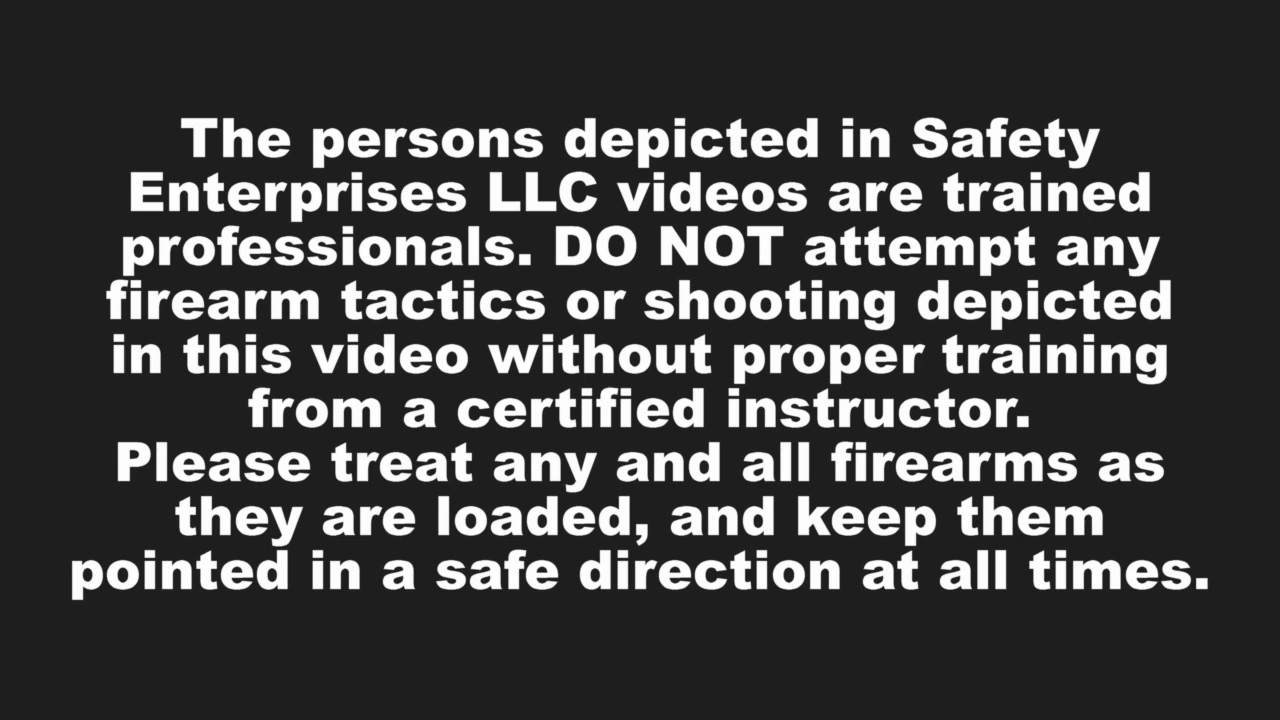 The persons depicted in Safety
Enterprises LLC videos are trained
professionals. DO NOT attempt any
firearm tactics or shooting depicted
in this video without proper training
from a certified instructor.
Please treat any and all firearms as
they are loaded, and keep them
pointed in a safe direction at all times.